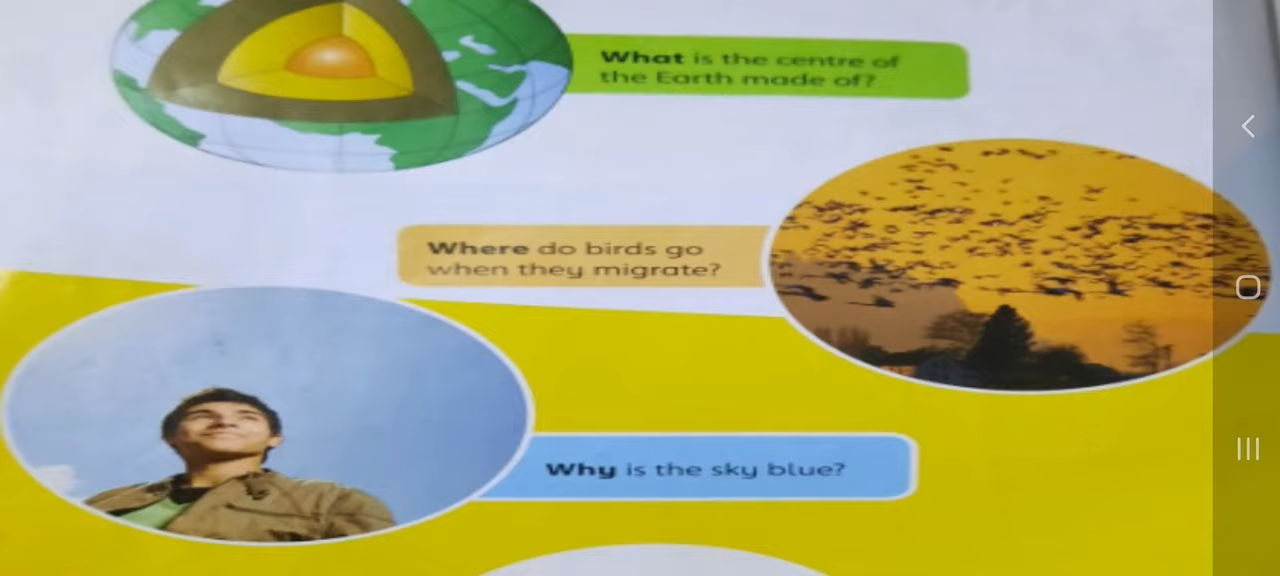 What is the centre of
the Earth made of?
Where do birds go
when they migrate?
Why is the sky blue?